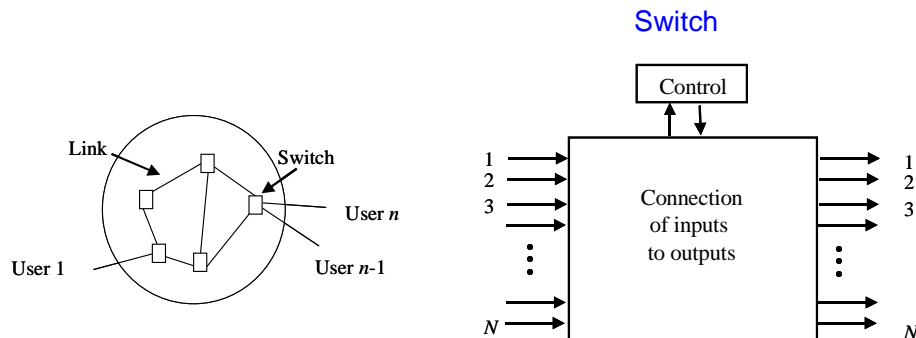 Switch
Control
Link
Switch
User n
User n-1
User 1
1
2
3
N
Connection
of inputs
to outputs
1
2
3
N